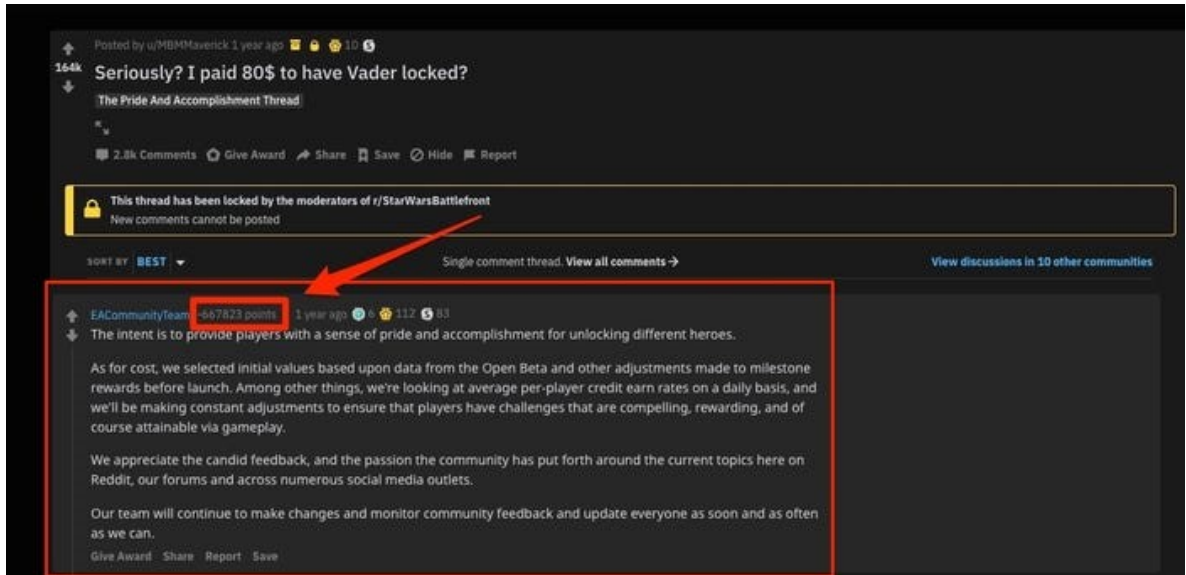 Posted by u/MBMMaverick 1 year ago 10 S
164k
Seriously? I paid 80$ to have Vader locked?
The Pride And Accomplishment Thread
2.8k Comments Give Award Share Save Hide Report
This thread has been locked by the moderators of r/StarWarsBattlefront
New comments cannot be posted
SORT BY BEST
Single comment thread. View all comments →
View discussions in 10 other communities
EACommunityTeam -667823 points 1 year ago 6 112 S 83
The intent is to provide players with a sense of pride and accomplishment for unlocking different heroes.
As for cost, we selected initial values based upon data from the Open Beta and other adjustments made to milestone
rewards before launch. Among other things, we're looking at average per-player credit earn rates on a daily basis, and
we'll be making constant adjustments to ensure that players have challenges that are compelling, rewarding, and of
course attainable via gameplay.
We appreciate the candid feedback, and the passion the community has put forth around the current topics here on
Reddit, our forums and across numerous social media outlets.
Our team will continue to make changes and monitor community feedback and update everyone as soon and as often
as we can.
Give Award Share Report Save